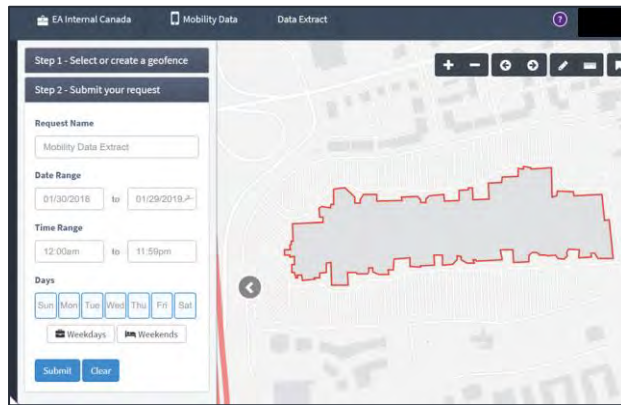 EA Internal Canada Mobility Data Data Extract ?
Step 1 - Select or create a geofence
Step 2 - Submit your request
Request Name
Mobility Data Extract
Date Range
01/30/2018 to 01/29/2019
Time Range
12:00am to 11:59pm
Days
Sun Mon Tue Wed Thu Fri Sat
Weekdays Weekends
Submit Clear